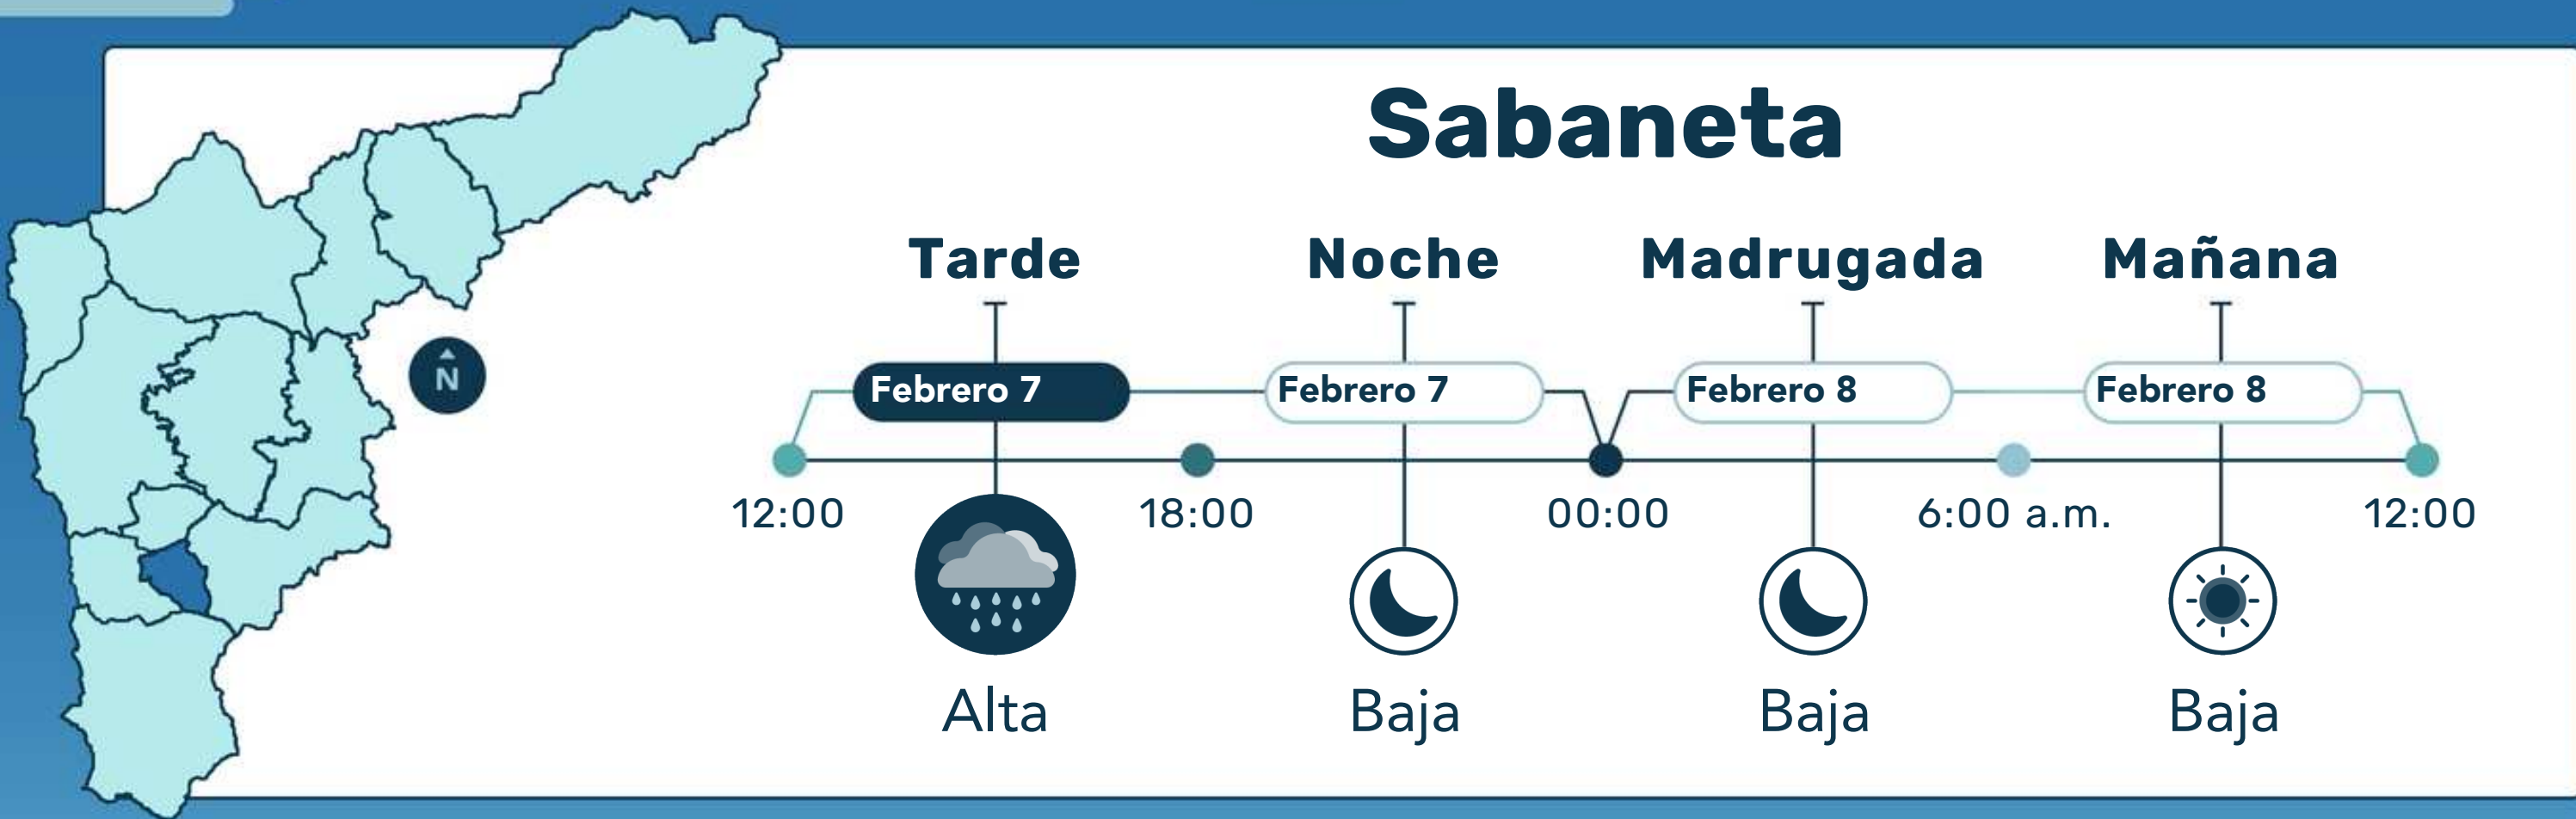 Sabaneta
Tarde Noche Madrugada Mañana
Febrero 7 Febrero 7 Febrero 8 Febrero 8
N
12:00 18:00 00:00 6:00 a.m. 12:00
Alta Baja Baja Baja